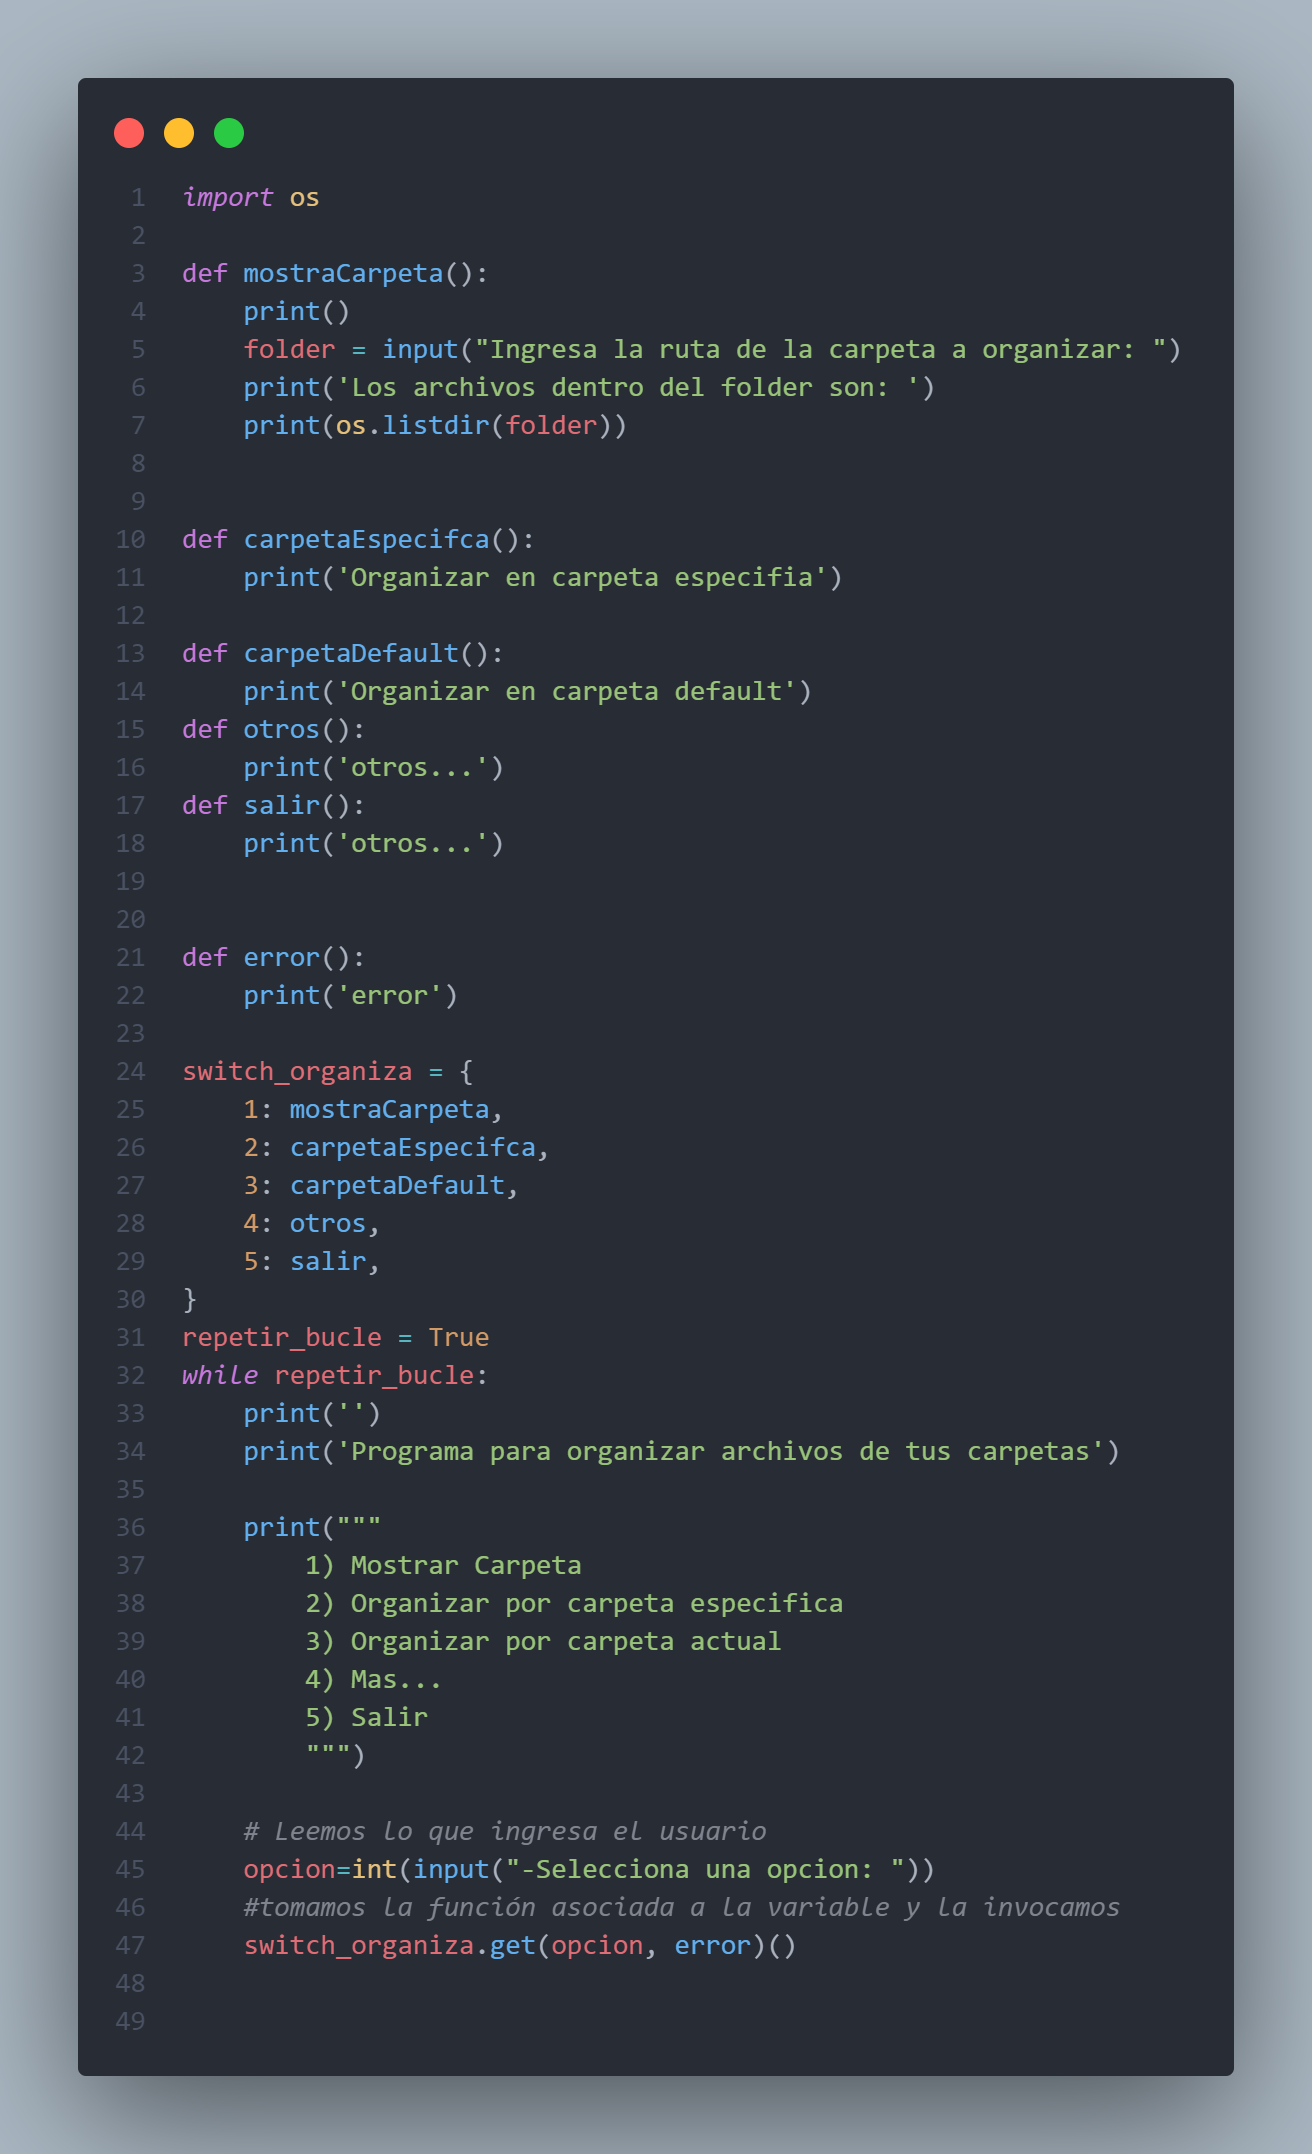 1 import os
2
3 def mostraCarpeta():
4     print()
5     folder = input("Ingresa la ruta de la carpeta a organizar: ")
6     print('Los archivos dentro del folder son: ')
7     print(os.listdir(folder))
8
9
10 def carpetaEspecifca():
11     print('Organizar en carpeta especifia')
12
13 def carpetaDefault():
14     print('Organizar en carpeta default')
15 def otros():
16     print('otros...')
17 def salir():
18     print('otros...')
19
20
21 def error():
22     print('error')
23
24 switch_organiza = {
25     1: mostraCarpeta,
26     2: carpetaEspecifca,
27     3: carpetaDefault,
28     4: otros,
29     5: salir,
30 }
31 repetir_bucle = True
32 while repetir_bucle:
33     print('')
34     print('Programa para organizar archivos de tus carpetas')
35
36     print("""
37         1) Mostrar Carpeta
38         2) Organizar por carpeta especifica
39         3) Organizar por carpeta actual
40         4) Mas...
41         5) Salir
42         """)
43
44     # Leemos lo que ingresa el usuario
45     opcion=int(input("-Selecciona una opcion: "))
46     #tomamos la función asociada a la variable y la invocamos
47     switch_organiza.get(opcion, error)()
48
49